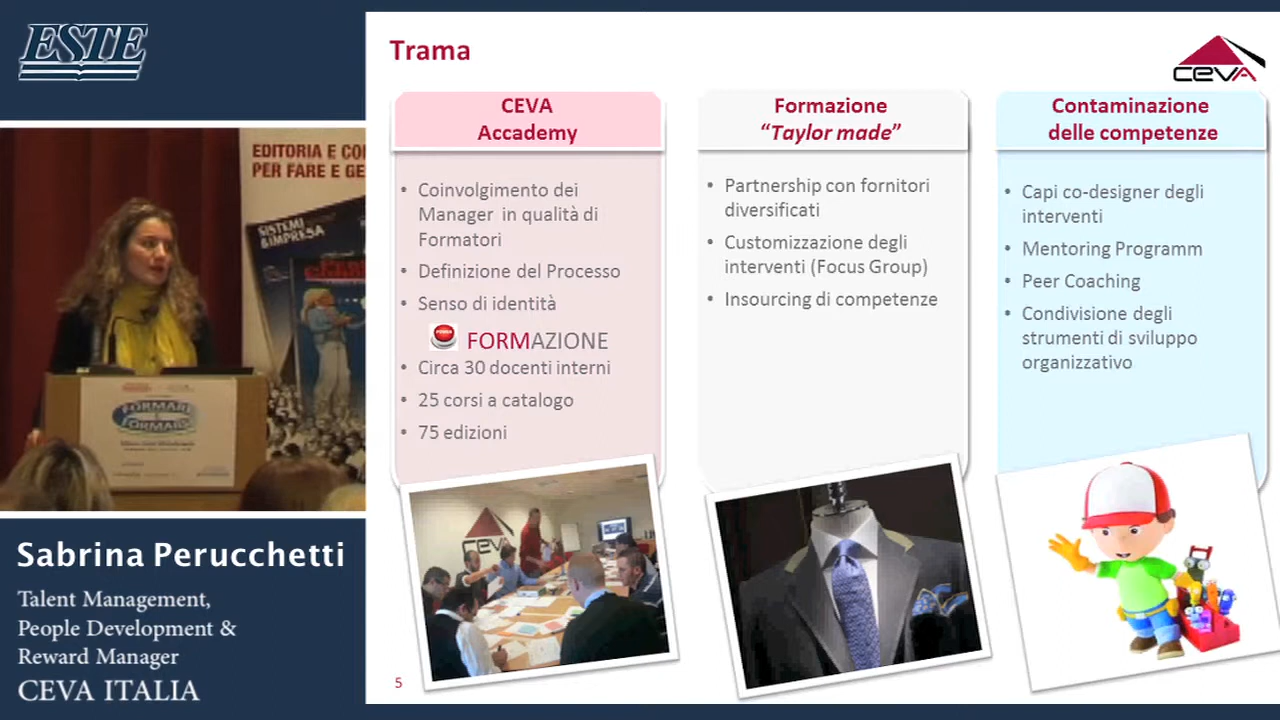 ESTE
EDITORIA E CO
PER FARE E GE
SISTEMI
&IMPRESA
FORMARE
FORMARE
Sabrina Perucchetti
Talent Management,
People Development &
Reward Manager
CEVA ITALIA
Trama
CEVA
CEVA
Accademy
• Coinvolgimento dei
Manager in qualità di
Formatori
• Definizione del Processo
• Senso di identità
FORMAZIONE
• Circa 30 docenti interni
• 25 corsi a catalogo
• 75 edizioni
CEVA
Formazione
“Taylor made”
• Partnership con fornitori
diversificati
• Customizzazione degli
interventi (Focus Group)
• Insourcing di competenze
Contaminazione
delle competenze
• Capi co-designer degli
interventi
• Mentoring Programm
• Peer Coaching
• Condivisione degli
strumenti di sviluppo
organizzativo
5